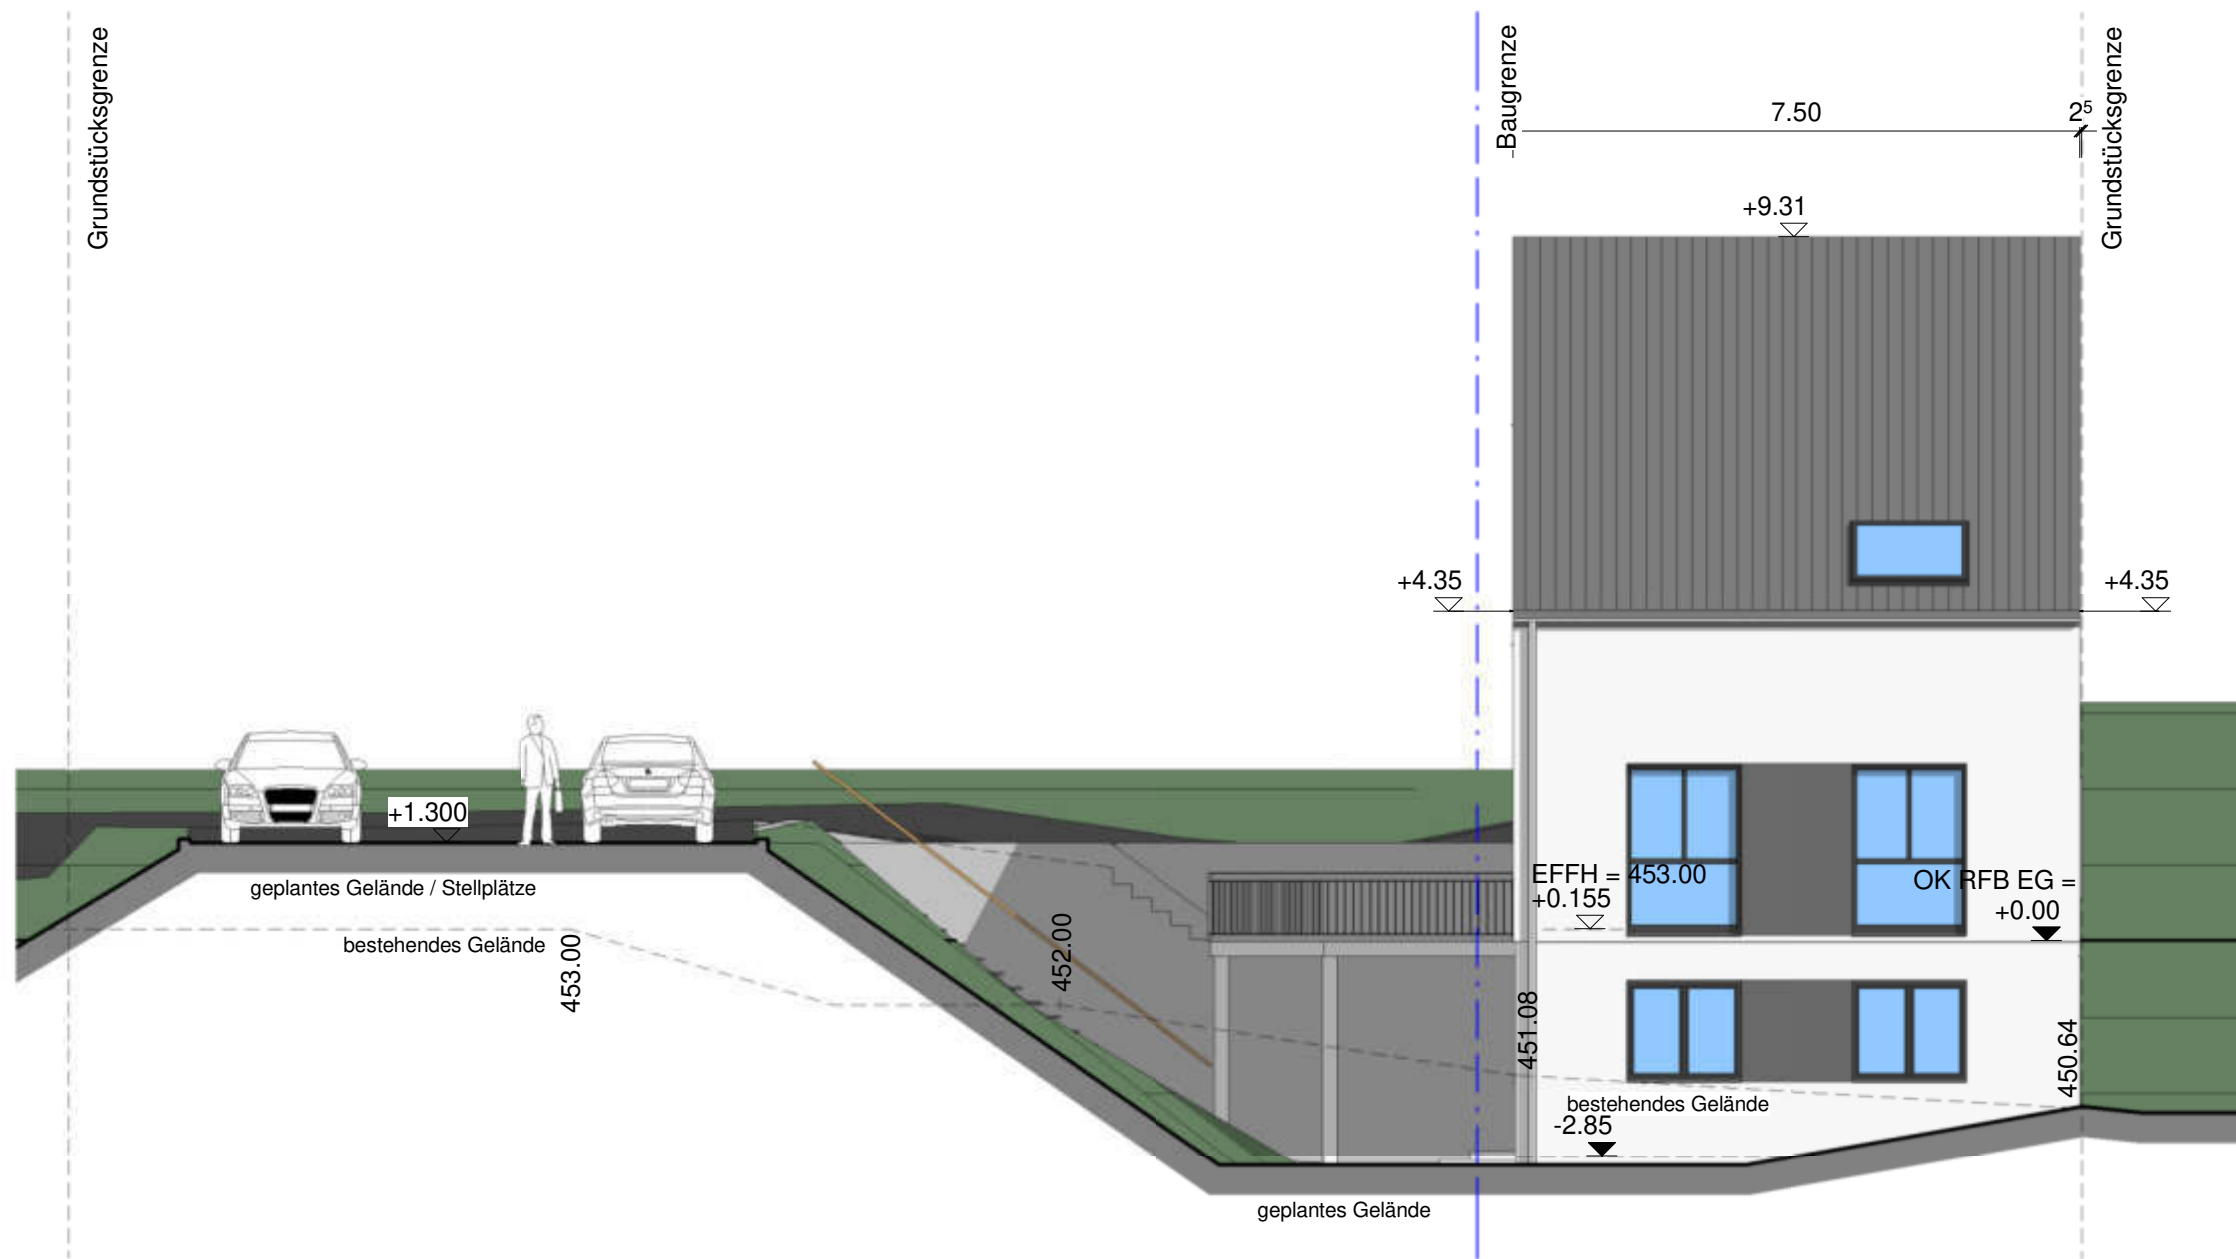 Grundstücksgrenze
Baugrenze
Grundstücksgrenze
7.50
2⁵
+9.31
+4.35
+4.35
+1.300
geplantes Gelände / Stellplätze
bestehendes Gelände
453.00
452.00
EFFH = 453.00
+0.155
OK RFB EG =
+0.00
451.08
450.64
bestehendes Gelände
-2.85
geplantes Gelände